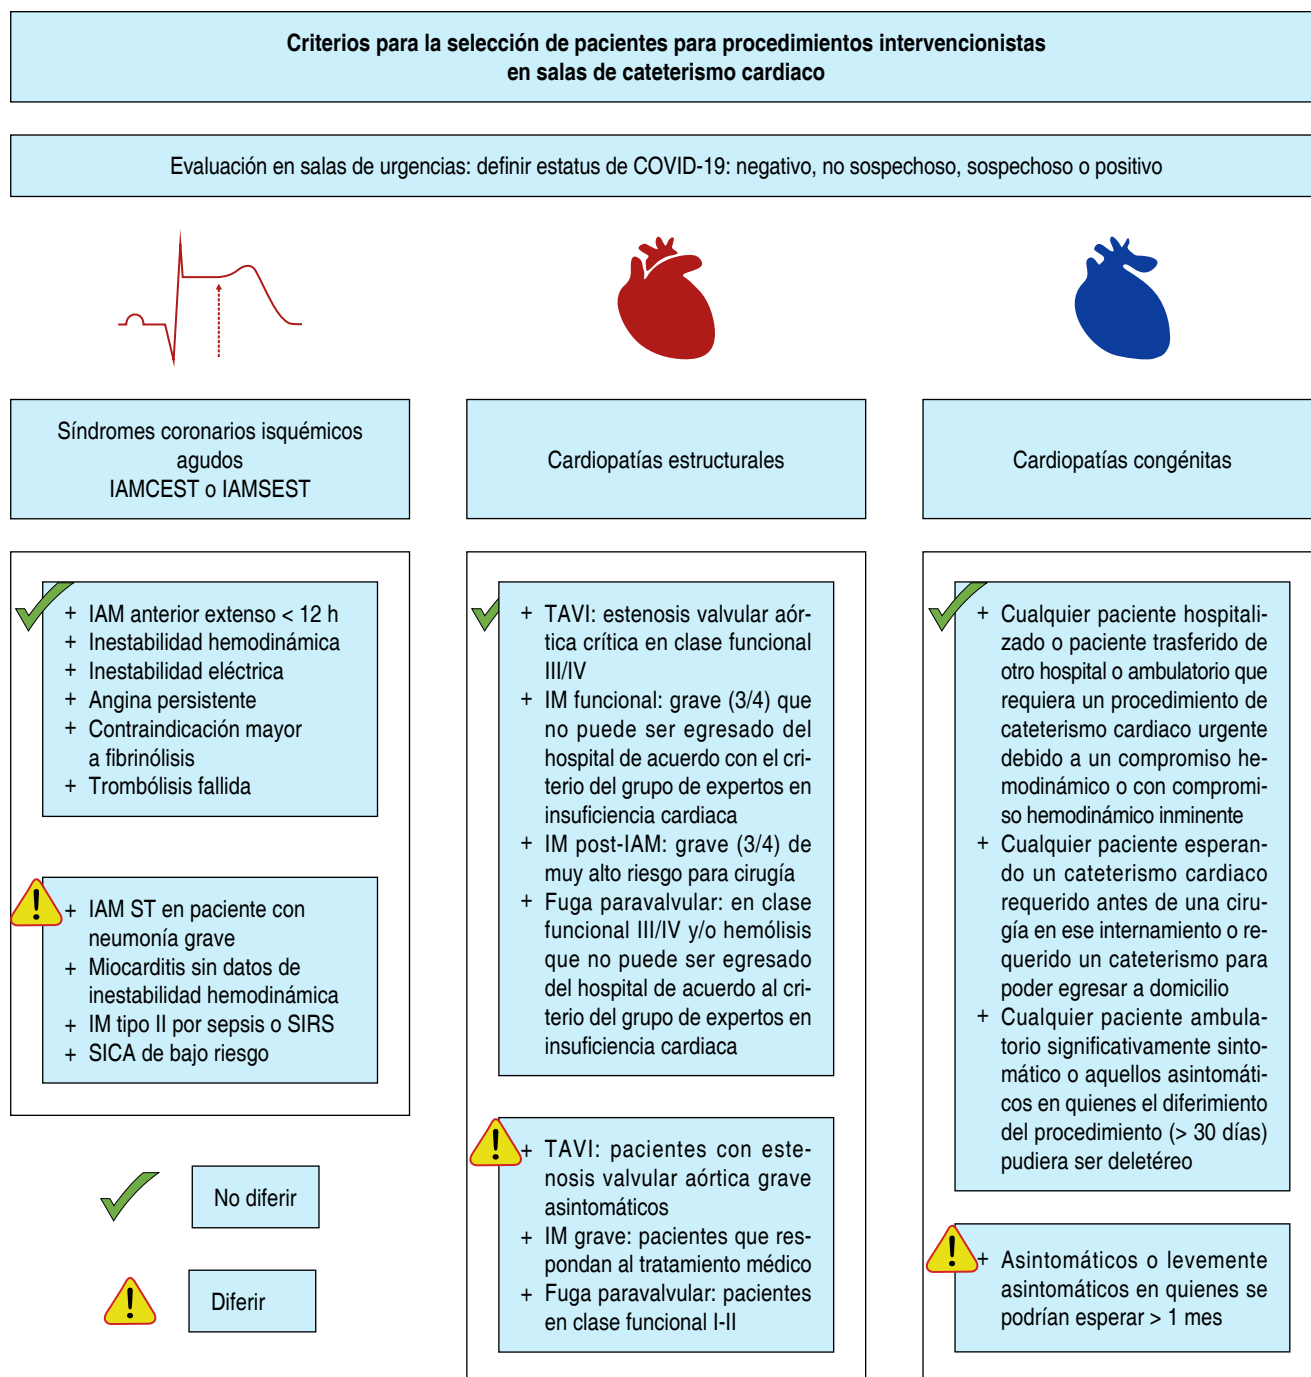 Criterios para la selección de pacientes para procedimientos intervencionistas
en salas de cateterismo cardiaco
Evaluación en salas de urgencias: definir estatus de COVID-19: negativo, no sospechoso, sospechoso o positivo
Síndromes coronarios isquémicos
agudos
IAMCEST o IAMSEST
+ IAM anterior extenso < 12 h
+ Inestabilidad hemodinámica
+ Inestabilidad eléctrica
+ Angina persistente
+ Contraindicación mayor
a fibrinólisis
+ Trombólisis fallida
+ IAM ST en paciente con
neumonía grave
+ Miocarditis sin datos de
inestabilidad hemodinámica
+ IM tipo II por sepsis o SIRS
+ SICA de bajo riesgo
No diferir
Diferir
Cardiopatías estructurales
+ TAVI: estenosis valvular aór-
tica crítica en clase funcional
III/IV
+ IM funcional: grave (3/4) que
no puede ser egresado del
hospital de acuerdo con el cri-
terio del grupo de expertos en
insuficiencia cardiaca
+ IM post-IAM: grave (3/4) de
muy alto riesgo para cirugía
+ Fuga paravalvular: en clase
funcional III/IV y/o hemólisis
que no puede ser egresado
del hospital de acuerdo al cri-
terio del grupo de expertos en
insuficiencia cardiaca
+ TAVI: pacientes con este-
nosis valvular aórtica grave
asintomáticos
+ IM grave: pacientes que res-
pondan al tratamiento médico
+ Fuga paravalvular: pacientes
en clase funcional I-II
Cardiopatías congénitas
+ Cualquier paciente hospitali-
zado o paciente trasferido de
otro hospital o ambulatorio que
requiera un procedimiento de
cateterismo cardiaco urgente
debido a un compromiso he-
modinámico o con compromi-
so hemodinámico inminente
+ Cualquier paciente esperan-
do un cateterismo cardiaco
requerido antes de una ciru-
gía en ese internamiento o re-
querido un cateterismo para
poder egresar a domicilio
+ Cualquier paciente ambula-
torio significativamente sinto-
mático o aquellos asintomáti-
cos en quienes el diferimiento
del procedimiento (> 30 días)
pudiera ser deletéreo
+ Asintomáticos o levemente
asintomáticos en quienes se
podrían esperar > 1 mes